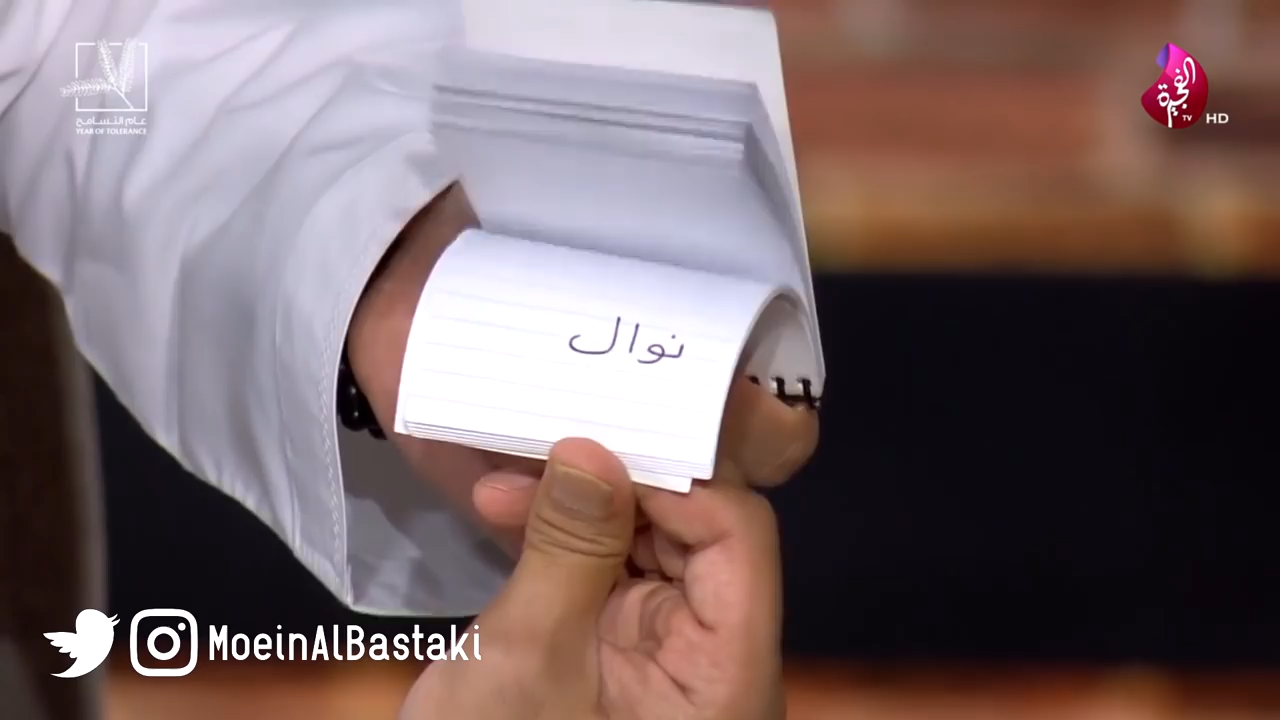 عام التسامح
YEAR OF TOLERANCE
الفجيرة
TV
HD
نوال
MoeinAlBastaki